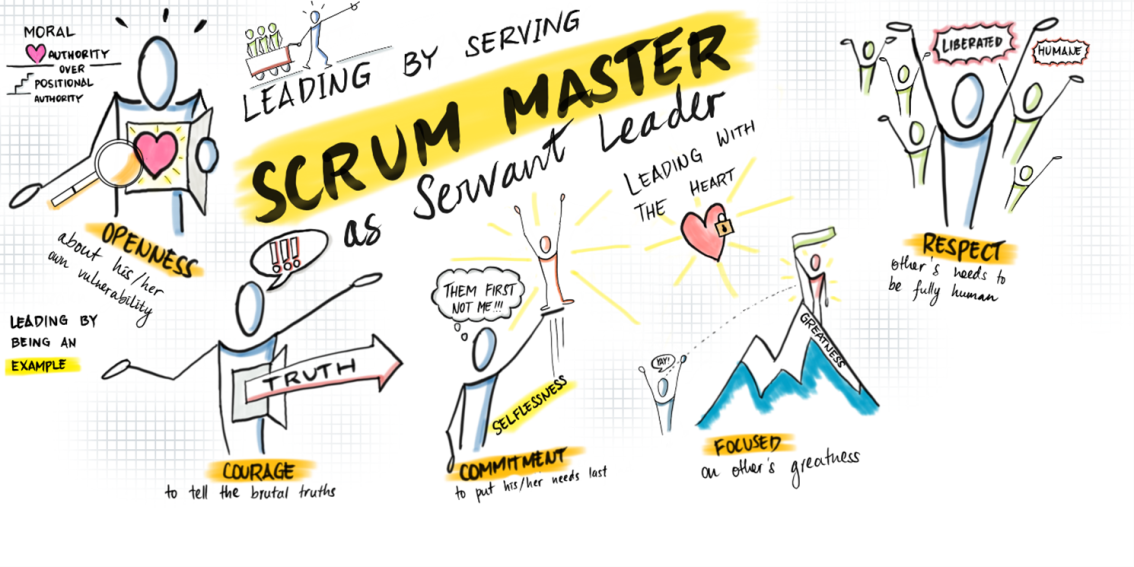 MORAL
AUTHORITY
OVER
POSITIONAL
AUTHORITY
LEADING BY SERVING
SCRUM MASTER
as Servant Leader
OPENNESS
about his/her
own vulnerability
LEADING BY
BEING AN
EXAMPLE
!!!
TRUTH
COURAGE
to tell the brutal truths
THEM FIRST
NOT ME!!!
SELFLESSNESS
COMMITMENT
to put his/her needs last
LEADING WITH
THE HEART
YAY!
GREATNESS
FOCUSED
on other's greatness
LIBERATED
HUMANE
RESPECT
other's needs to
be fully human